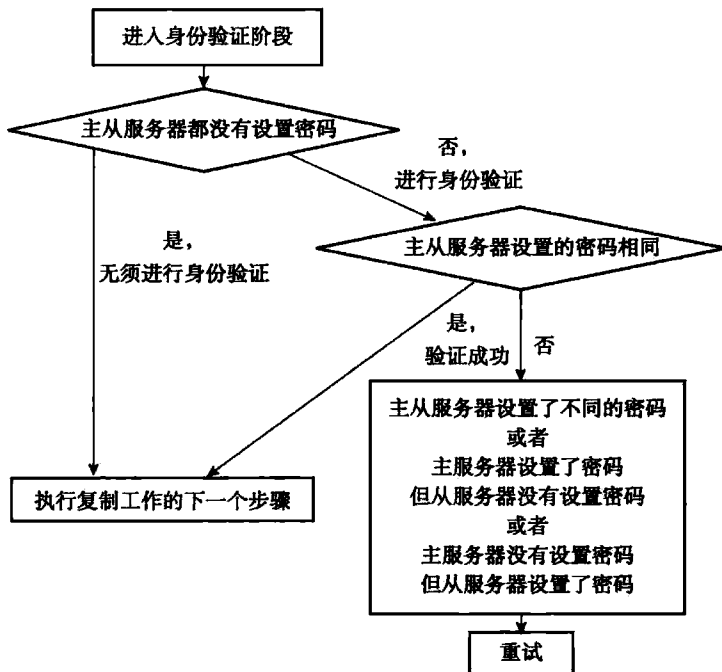 进入身份验证阶段
主从服务器都没有设置密码
否，
进行身份验证
是，
无须进行身份验证
主从服务器设置的密码相同
是，
验证成功
否
主从服务器设置了不同的密码
或者
主服务器设置了密码
但从服务器没有设置密码
或者
主服务器没有设置密码
但从服务器设置了密码
执行复制工作的下一个步骤
重试